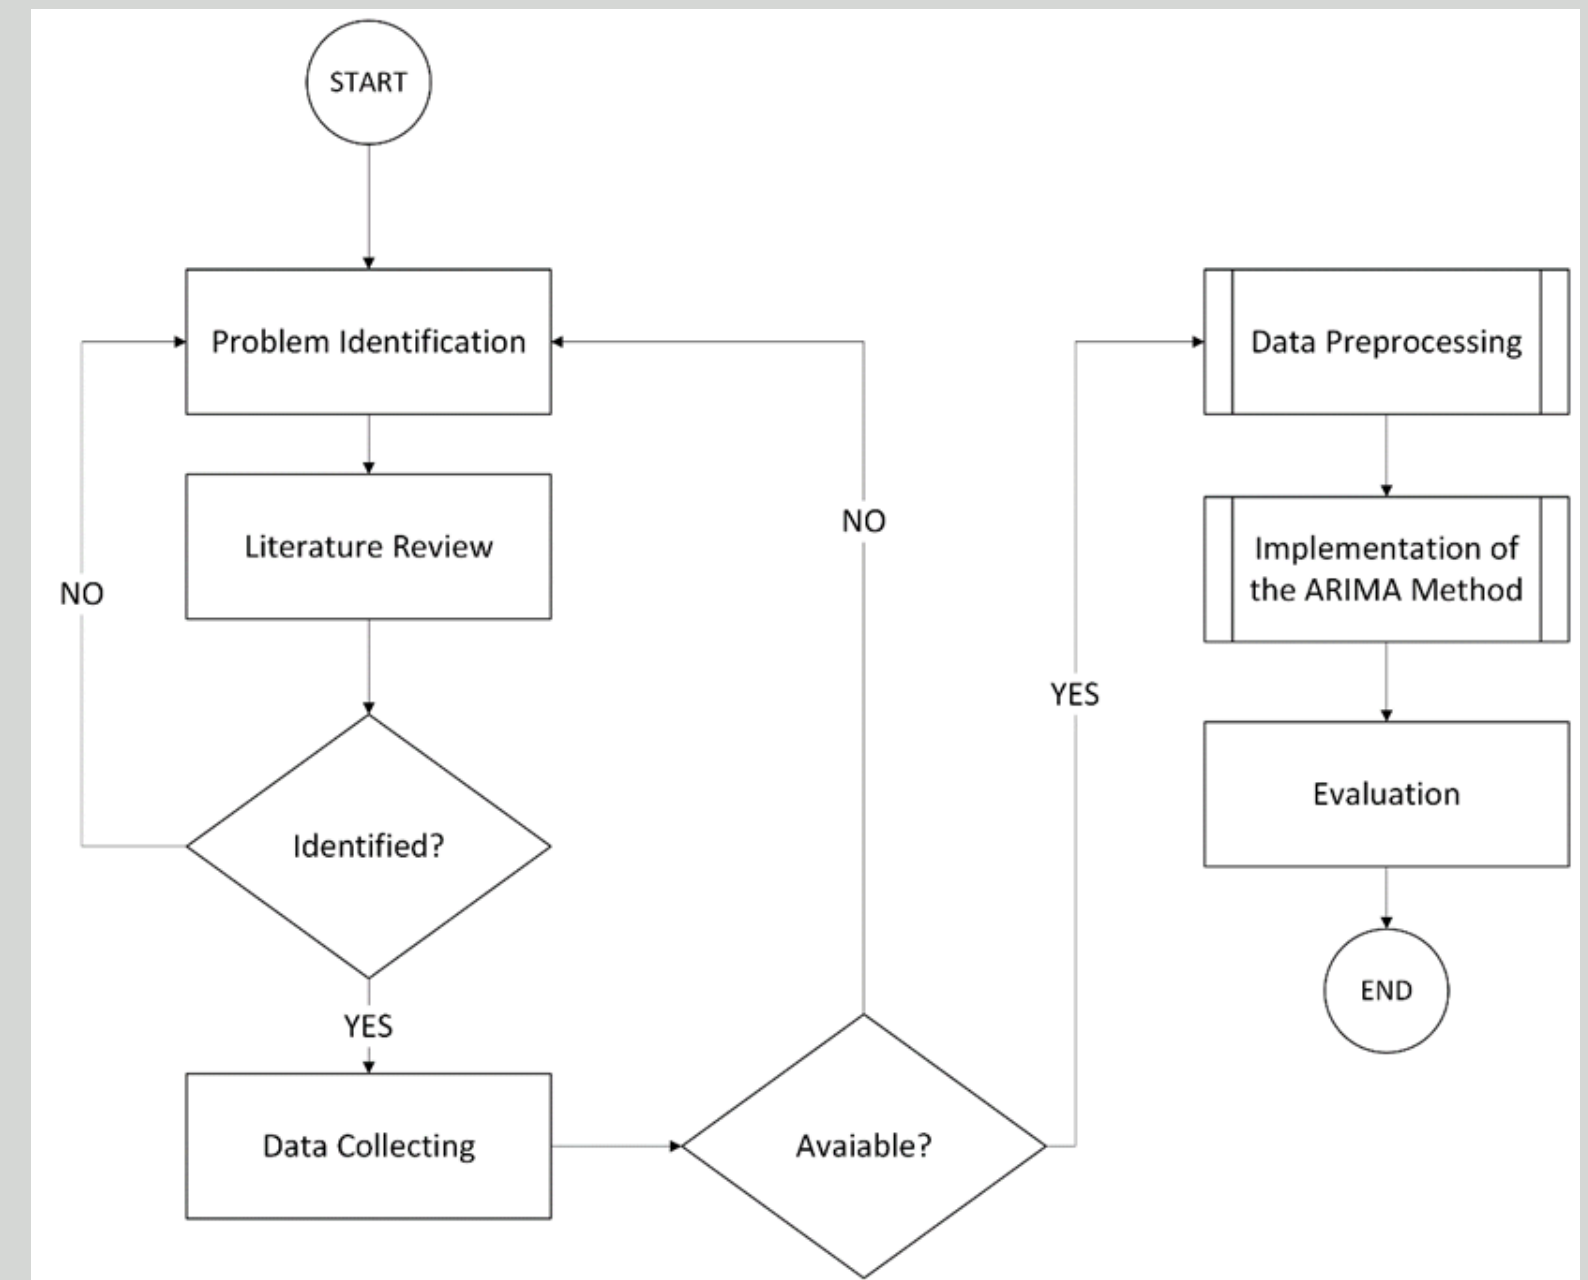 START
Problem Identification
Literature Review
NO
Identified?
YES
Data Collecting
Avaiable?
NO
YES
Data Preprocessing
Implementation of
the ARIMA Method
Evaluation
END